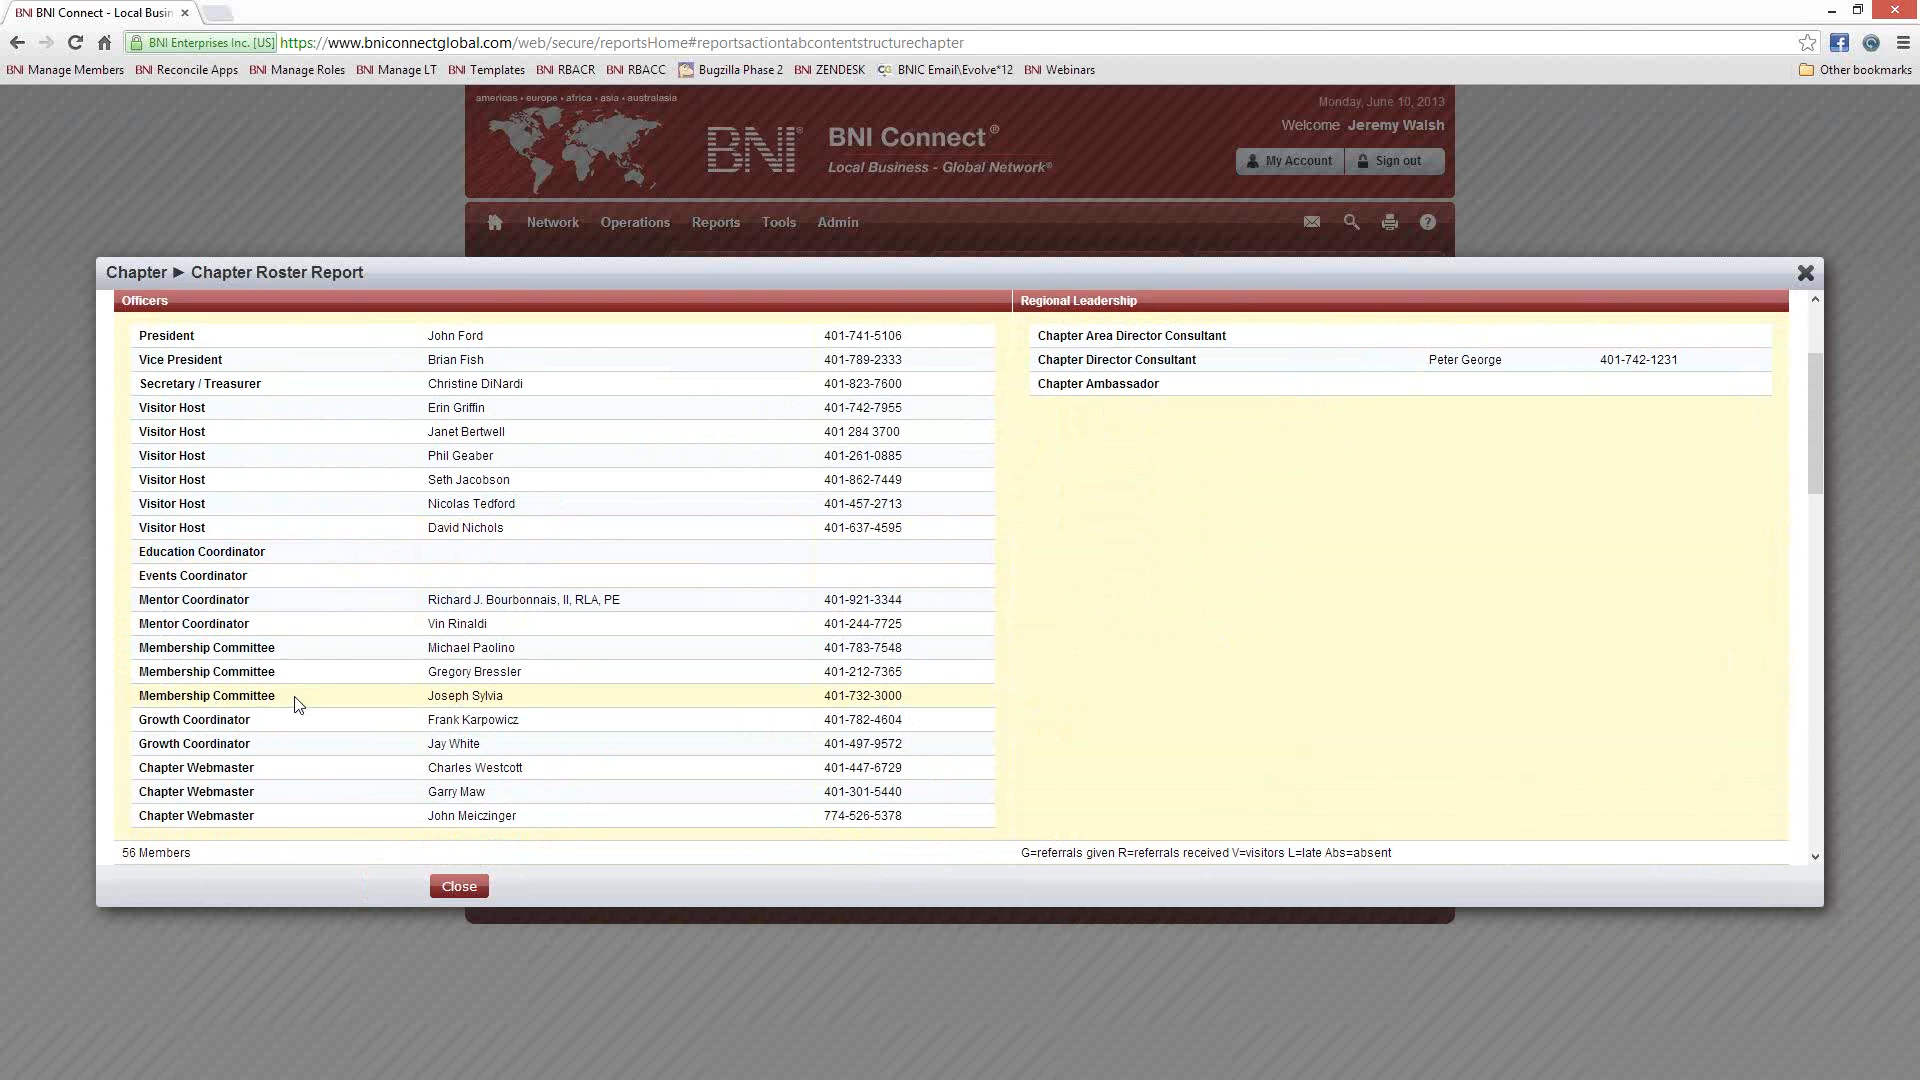 BNI BNI Connect - Local Busin
BNI Enterprises Inc. [US] https://www.bniconnectglobal.com/web/secure/reportsHome#reportsactiontabcontentstructurechapter
BNI Manage Members BNI Reconcile Apps BNI Manage Roles BNI Manage LT BNI Templates BNI RBACR BNI RBACC Bugzilla Phase 2 BNI ZENDESK BNIC Email\Evolve*12 BNI Webinars Other bookmarks
americas • europe • africa • asia • australasia
Monday, June 10, 2013
Welcome Jeremy Walsh
BNI® BNI Connect®
Local Business - Global Network®
My Account Sign out
Network Operations Reports Tools Admin
Chapter ► Chapter Roster Report
Officers Regional Leadership
President John Ford 401-741-5106 Chapter Area Director Consultant
Vice President Brian Fish 401-789-2333 Chapter Director Consultant Peter George 401-742-1231
Secretary / Treasurer Christine DiNardi 401-823-7600 Chapter Ambassador
Visitor Host Erin Griffin 401-742-7955
Visitor Host Janet Bertwell 401 284 3700
Visitor Host Phil Geaber 401-261-0885
Visitor Host Seth Jacobson 401-862-7449
Visitor Host Nicolas Tedford 401-457-2713
Visitor Host David Nichols 401-637-4595
Education Coordinator
Events Coordinator
Mentor Coordinator Richard J. Bourbonnais, II, RLA, PE 401-921-3344
Mentor Coordinator Vin Rinaldi 401-244-7725
Membership Committee Michael Paolino 401-783-7548
Membership Committee Gregory Bressler 401-212-7365
Membership Committee Joseph Sylvia 401-732-3000
Growth Coordinator Frank Karpowicz 401-782-4604
Growth Coordinator Jay White 401-497-9572
Chapter Webmaster Charles Westcott 401-447-6729
Chapter Webmaster Garry Maw 401-301-5440
Chapter Webmaster John Meiczinger 774-526-5378
56 Members G=referrals given R=referrals received V=visitors L=late Abs=absent
Close